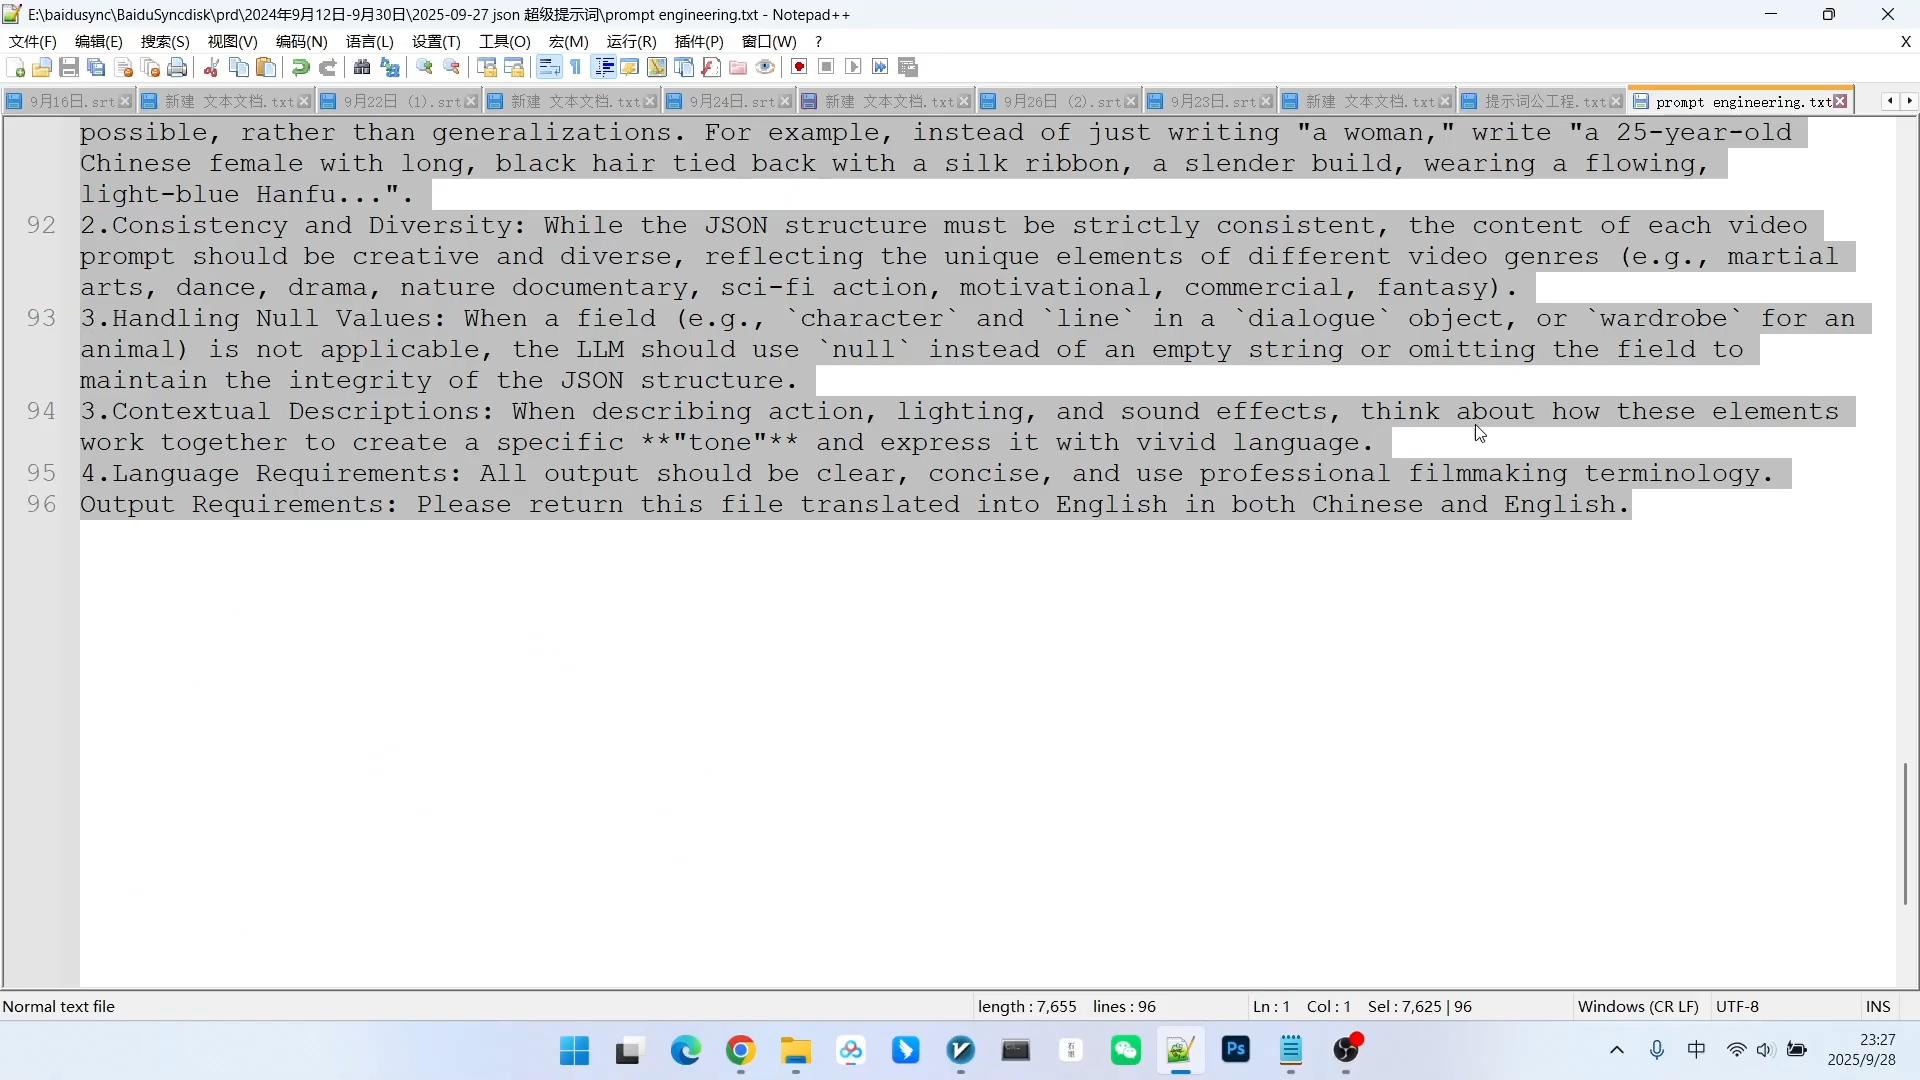 E:\baidusync\BaiduSyncdisk\prd\2024年9月12日-9月30日\2025-09-27 json 超级提示词\prompt engineering.txt - Notepad++
文件(F) 编辑(E) 搜索(S) 视图(V) 编码(N) 语言(L) 设置(T) 工具(O) 宏(M) 运行(R) 插件(P) 窗口(W) ? X
9月16日.srt 新建 文本文档.txt 9月22日 (1).srt 新建 文本文档.txt 9月24日.srt 新建 文本文档.txt 9月26日 (2).srt 9月23日.srt 新建 文本文档.txt 提示词公工程.txt prompt engineering.txt
possible, rather than generalizations. For example, instead of just writing "a woman," write "a 25-year-old
Chinese female with long, black hair tied back with a silk ribbon, a slender build, wearing a flowing,
light-blue Hanfu...".
92 2.Consistency and Diversity: While the JSON structure must be strictly consistent, the content of each video
prompt should be creative and diverse, reflecting the unique elements of different video genres (e.g., martial
arts, dance, drama, nature documentary, sci-fi action, motivational, commercial, fantasy).
93 3.Handling Null Values: When a field (e.g., `character` and `line` in a `dialogue` object, or `wardrobe` for an
animal) is not applicable, the LLM should use `null` instead of an empty string or omitting the field to
maintain the integrity of the JSON structure.
94 3.Contextual Descriptions: When describing action, lighting, and sound effects, think about how these elements
work together to create a specific **"tone"** and express it with vivid language.
95 4.Language Requirements: All output should be clear, concise, and use professional filmmaking terminology.
96 Output Requirements: Please return this file translated into English in both Chinese and English.
Normal text file length : 7,655 lines : 96 Ln : 1 Col : 1 Sel : 7,625 | 96 Windows (CR LF) UTF-8 INS
Ps 中 23:27
2025/9/28